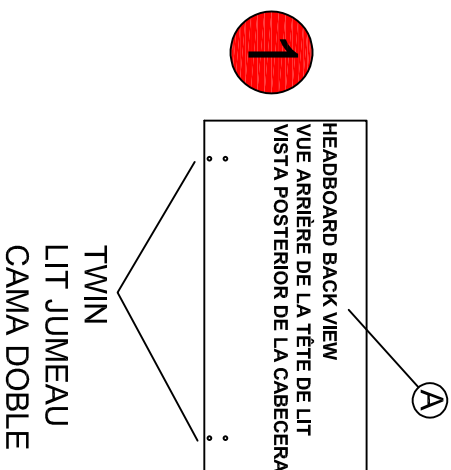 1
HEADBOARD BACK VIEW
VUE ARRIÈRE DE LA TÊTE DE LIT
VISTA POSTERIOR DE LA CABECERA
A
TWIN
LIT JUMEAU
CAMA DOBLE